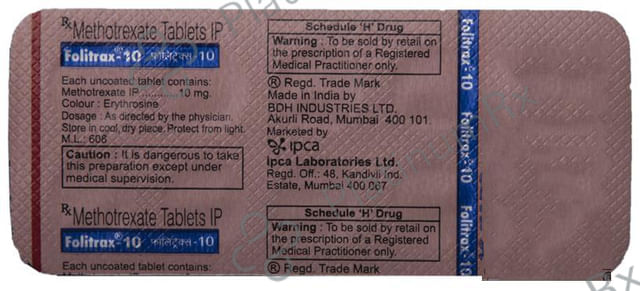 Rx Methotrexate Tablets IP
Folitrax®-10 फोलिट्रैक्स-10
Each uncoated tablet contains:
Methotrexate IP...........10 mg.
Colour : Erythrosine
Dosage : As directed by the physician.
Store in cool, dry place. Protect from light.
M.L.: 606
Caution : It is dangerous to take
this preparation except under
medical supervision.
Rx Methotrexate Tablets IP
Folitrax®-10 फोलिट्रैक्स-10
Each uncoated tablet contains:
Schedule 'H' Drug
Warning : To be sold by retail on
the prescription of a Registered
Medical Practitioner only.
® Regd. Trade Mark
Made in India by
BDH INDUSTRIES LTD.
Akurli Road, Mumbai 400 101.
Marketed by
ipca
Ipca Laboratories Ltd.
Regd. Off.: 48, Kandivli Ind.
Estate, Mumbai 400 067
Schedule 'H' Drug
Warning : To be sold by retail on
the prescription of a Registered
Medical Practitioner only.
® Regd. Trade Mark
Folitrax-10
Folitrax-10
Folitrax-10